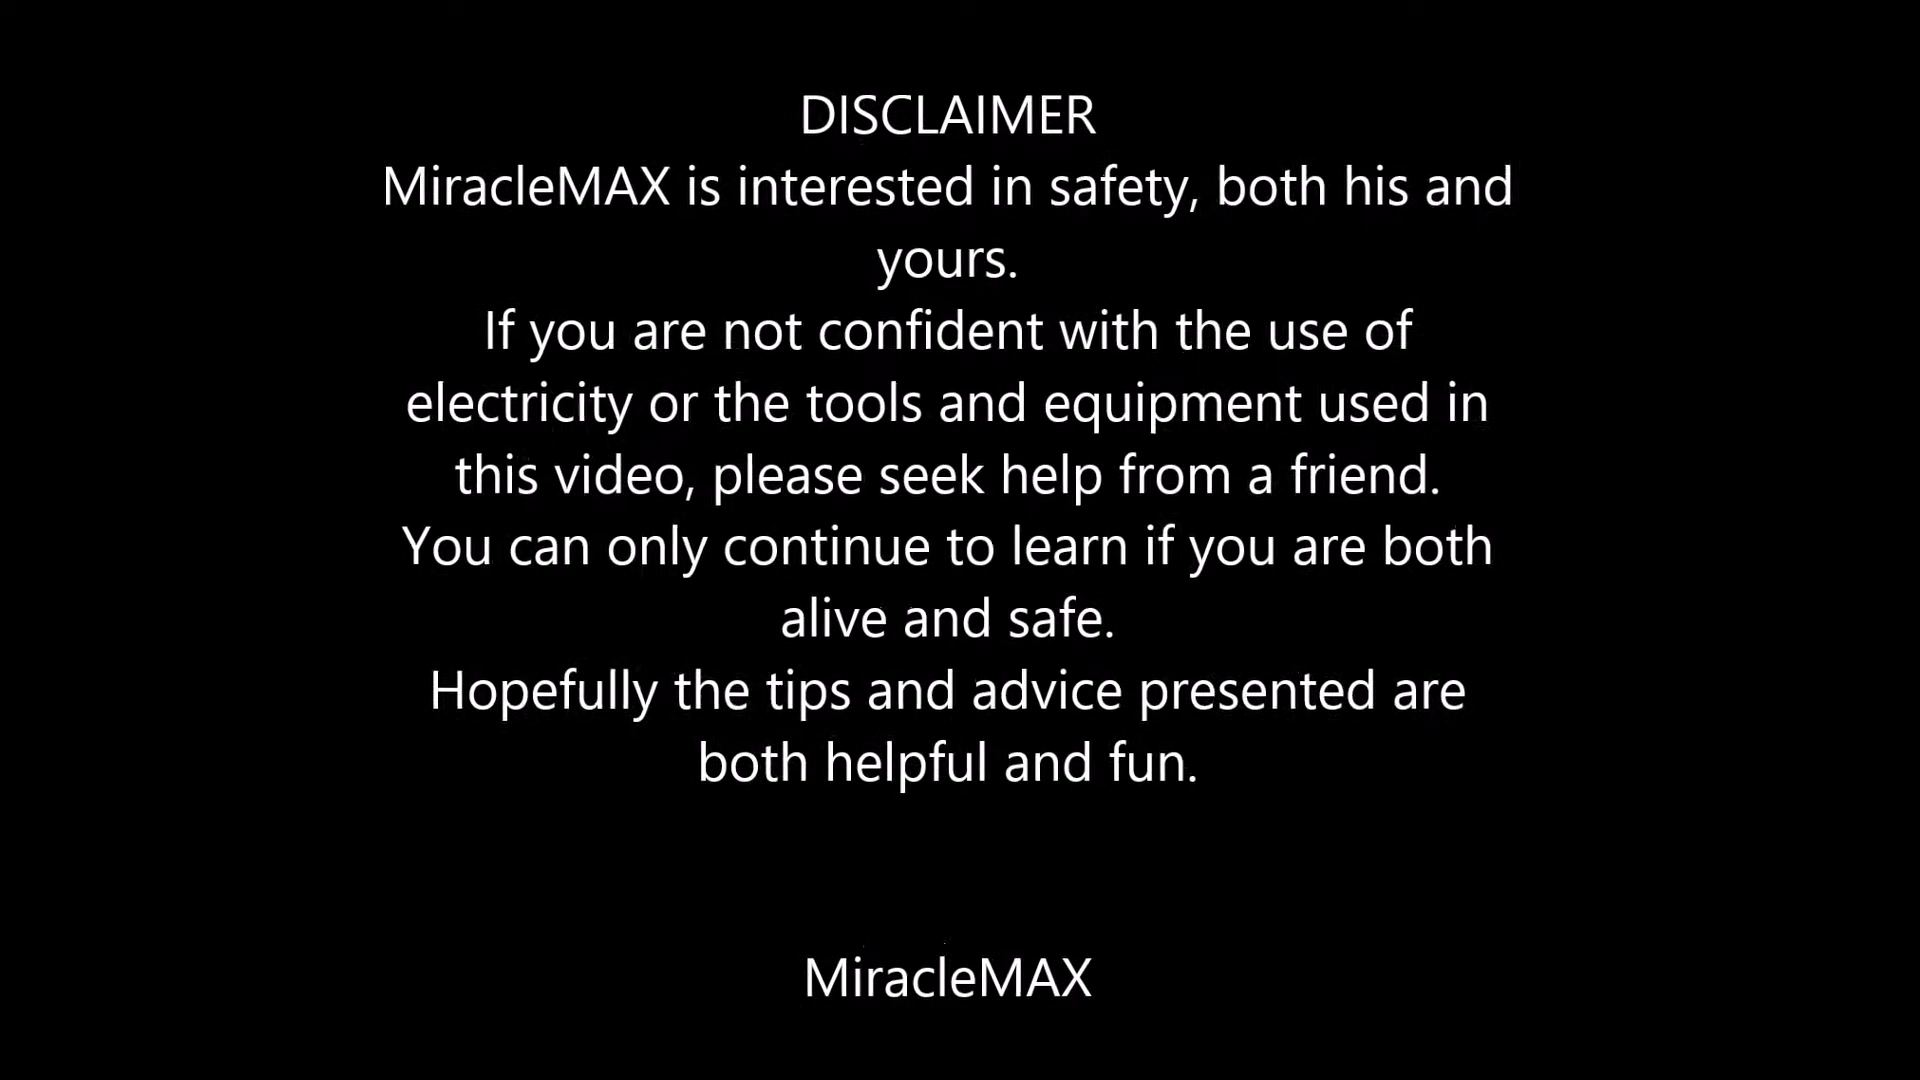 DISCLAIMER
MiracleMAX is interested in safety, both his and
yours.
If you are not confident with the use of
electricity or the tools and equipment used in
this video, please seek help from a friend.
You can only continue to learn if you are both
alive and safe.
Hopefully the tips and advice presented are
both helpful and fun.
MiracleMAX